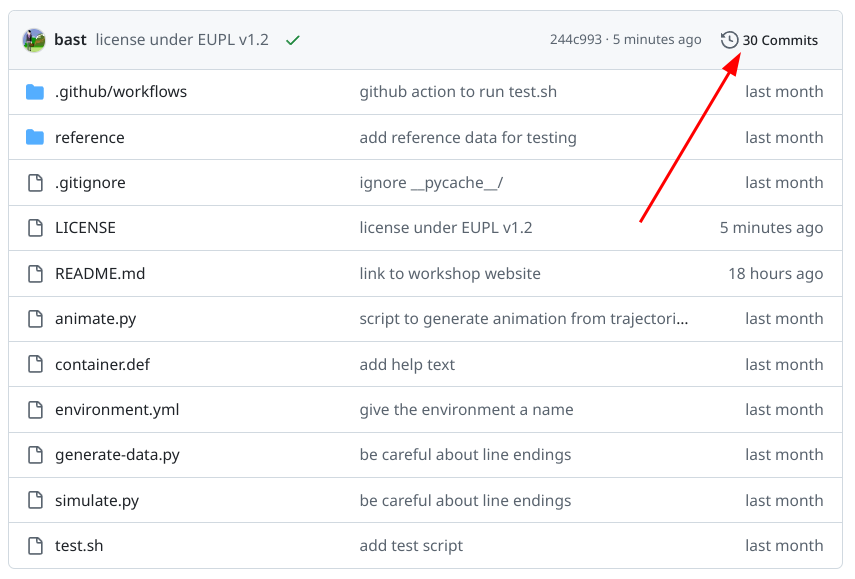 bast license under EUPL v1.2 244c993 · 5 minutes ago 30 Commits
.github/workflows github action to run test.sh last month
reference add reference data for testing last month
.gitignore ignore __pycache__/ last month
LICENSE license under EUPL v1.2 5 minutes ago
README.md link to workshop website 18 hours ago
animate.py script to generate animation from trajectori... last month
container.def add help text last month
environment.yml give the environment a name last month
generate-data.py be careful about line endings last month
simulate.py be careful about line endings last month
test.sh add test script last month